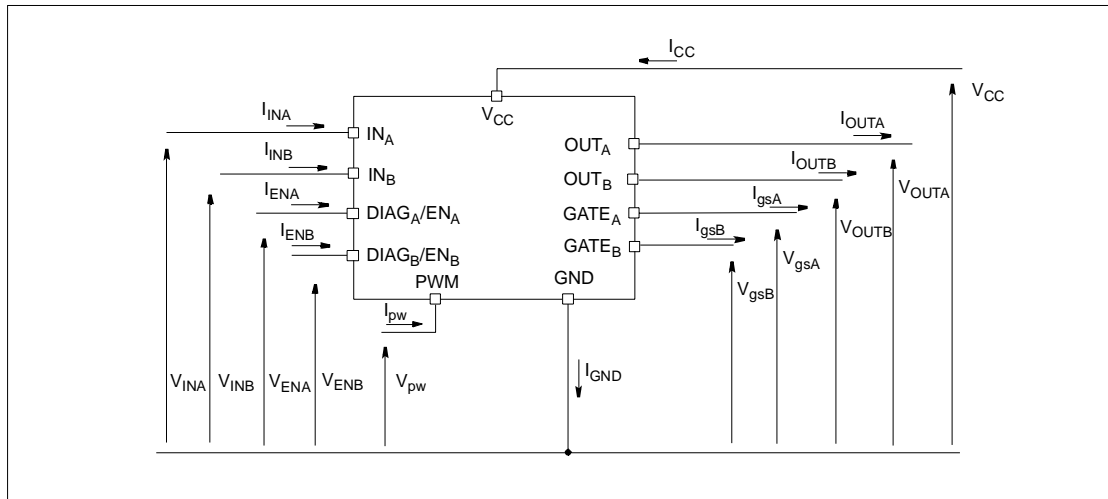 I_CC
V_CC
V_CC
I_INA
IN_A
I_OUTA
OUT_A
I_INB
IN_B
I_OUTB
OUT_B
V_OUTA
I_ENA
DIAG_A/EN_A
I_gsA
GATE_A
V_OUTB
I_ENB
DIAG_B/EN_B
I_gsB
GATE_B
V_gsA
PWM
GND
V_gsB
I_pw
I_GND
V_INA
V_INB
V_ENA
V_ENB
V_pw